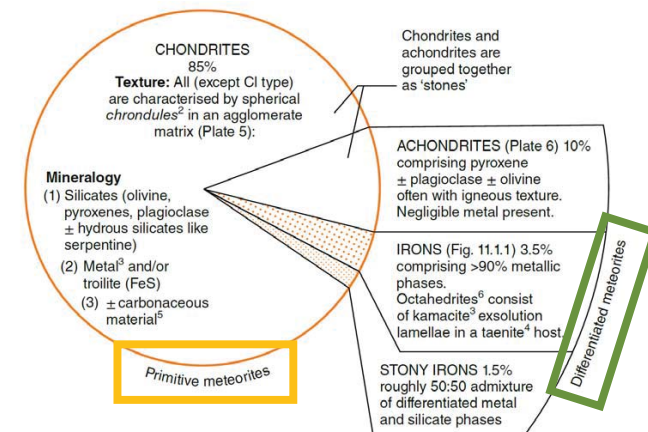 CHONDRITES
85%
Texture: All (except CI type)
are characterised by spherical
chrondules2 in an agglomerate
matrix (Plate 5):
Mineralogy
(1) Silicates (olivine,
pyroxenes, plagioclase
± hydrous silicates like
serpentine)
(2) Metal3 and/or
troilite (FeS)
(3) ± carbonaceous
material5
Primitive meteorites
Chondrites and
achondrites are
grouped together
as ‘stones’
ACHONDRITES (Plate 6) 10%
comprising pyroxene
± plagioclase ± olivine
often with igneous texture.
Negligible metal present.
IRONS (Fig. 11.1.1) 3.5%
comprising >90% metallic
phases.
Octahedrites6 consist
of kamacite3 exsolution
lamellae in a taenite4 host.
STONY IRONS 1.5%
roughly 50:50 admixture
of differentiated metal
and silicate phases
Differentiated meteorites